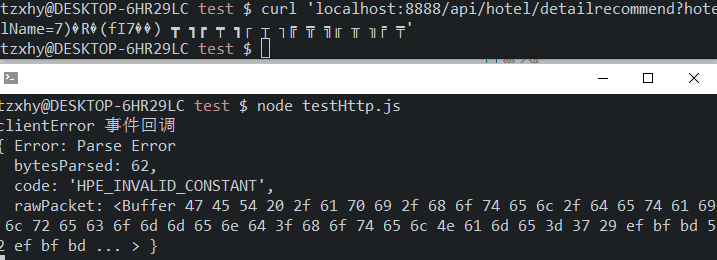 tzxhy@DESKTOP-6HR29LC test $ curl 'localhost:8888/api/hotel/detailrecommend?hote
lName=7)�R�(fI7��)
tzxhy@DESKTOP-6HR29LC test $
tzxhy@DESKTOP-6HR29LC test $ node testHttp.js
clientError 事件回调
{ Error: Parse Error
bytesParsed: 62,
code: 'HPE_INVALID_CONSTANT',
rawPacket: <Buffer 47 45 54 20 2f 61 70 69 2f 68 6f 74 65 6c 2f 64 65 74 61 69
6c 72 65 63 6f 6d 6d 65 6e 64 3f 68 6f 74 65 6c 4e 61 6d 65 3d 37 29 ef bf bd 5
2 ef bf bd ... > }